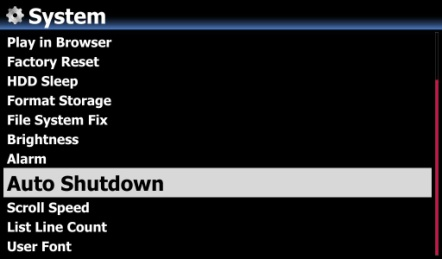 System
Play in Browser
Factory Reset
HDD Sleep
Format Storage
File System Fix
Brightness
Alarm
Auto Shutdown
Scroll Speed
List Line Count
User Font